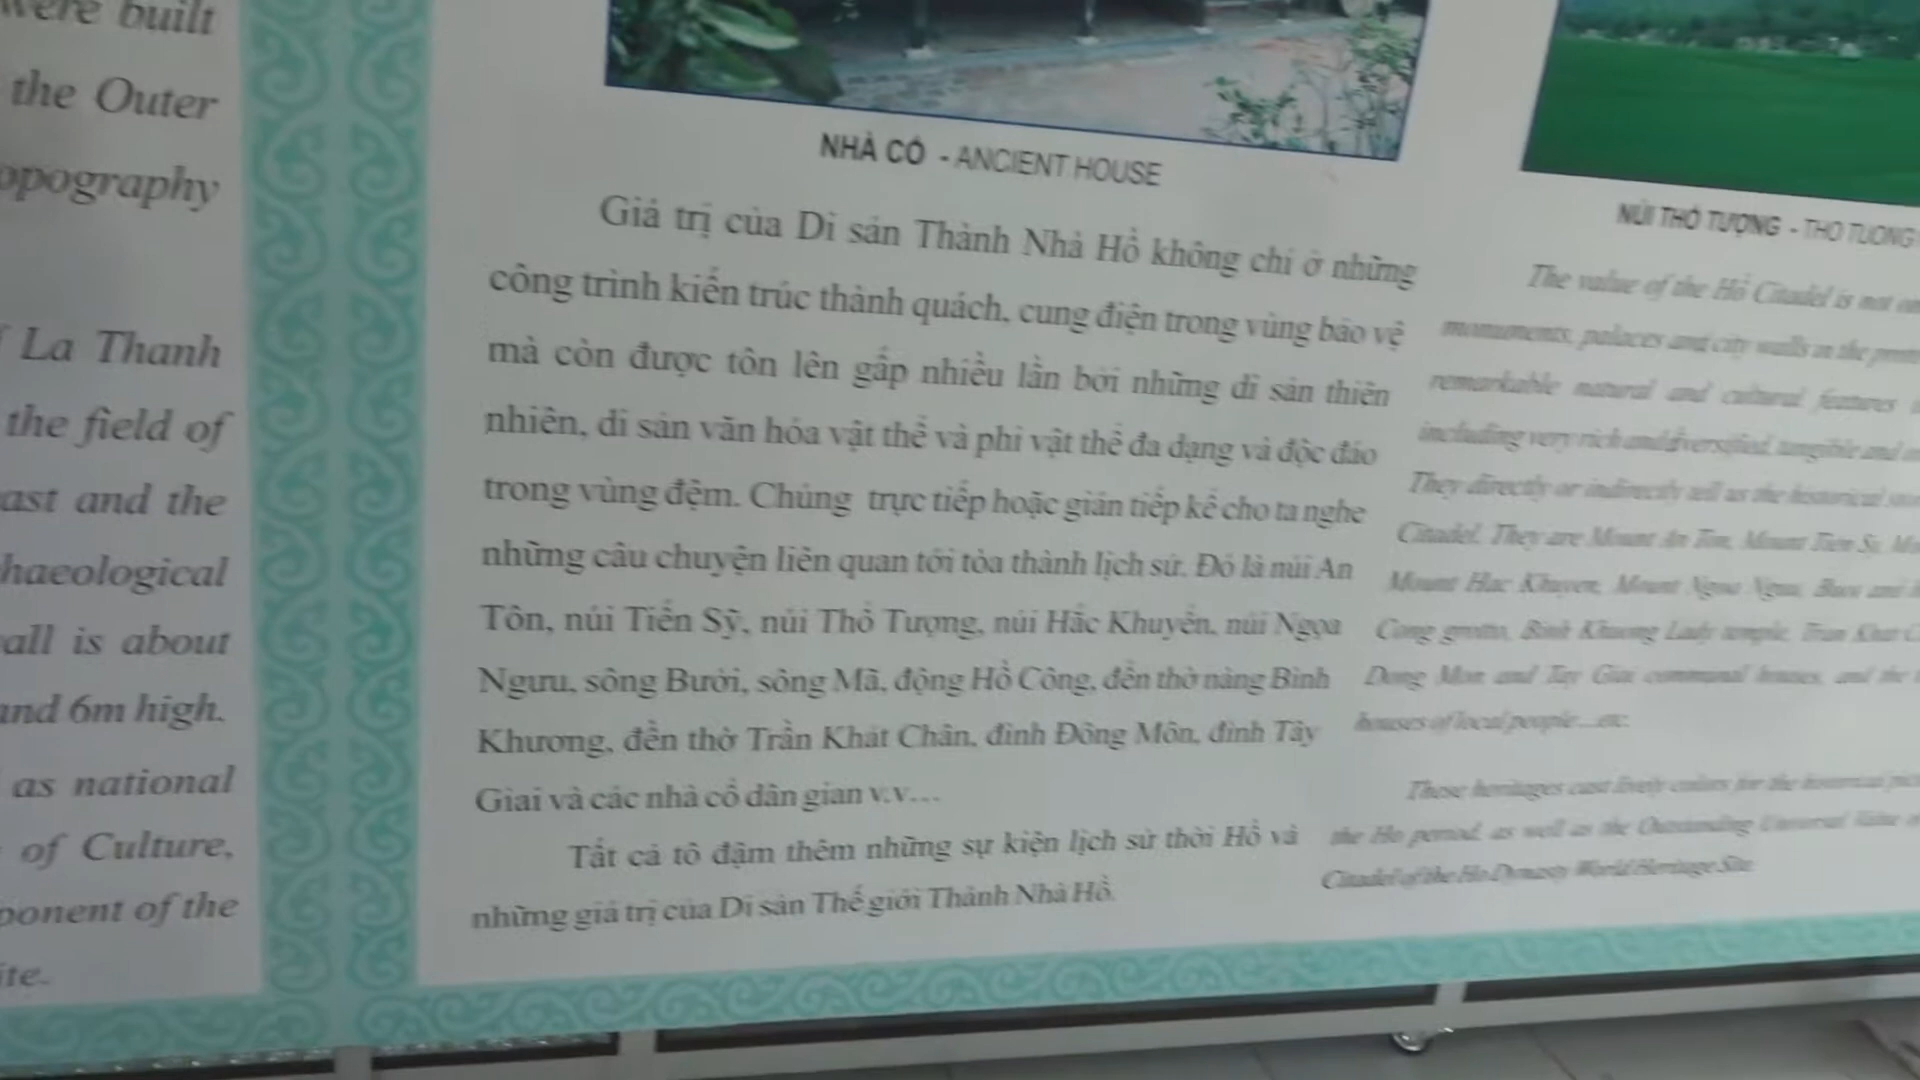 were built
the Outer
opography
La Thanh
the field of
ast and the
haeological
all is about
and 6m high.
as national
of Culture,
ponent of the
ite.
NHÀ CỔ - ANCIENT HOUSE
Giá trị của Di sản Thành Nhà Hồ không chỉ ở những
công trình kiến trúc thành quách, cung điện trong vùng bảo vệ
mà còn được tôn lên gấp nhiều lần bởi những di sản thiên
nhiên, di sản văn hóa vật thể và phi vật thể đa dạng và độc đáo
trong vùng đệm. Chúng trực tiếp hoặc gián tiếp kể cho ta nghe
những câu chuyện liên quan tới tòa thành lịch sử. Đó là núi An
Tôn, núi Tiến Sỹ, núi Thổ Tượng, núi Hắc Khuyển, núi Ngọa
Ngưu, sông Bưởi, sông Mã, động Hồ Công, đền thờ nàng Bình
Khương, đền thờ Trần Khát Chân, đình Đông Môn, đình Tây
Giai và các nhà cổ dân gian v.v...
Tất cả tô đậm thêm những sự kiện lịch sử thời Hồ và
những giá trị của Di sản Thế giới Thành Nhà Hồ.
NÚI THỔ TƯỢNG - THO TUONG
The value of the Hồ Citadel is not
monuments, palaces and city walls in the
remarkable natural and cultural features
including very rich and diversified, tangible and
They directly or indirectly tell us the historical
Citadel. They are Mount An Ton, Mount Tien Sy,
Mount Hac Khuyen, Mount Ngoa Nguu, Buoi and
Cong grotto, Binh Khuong Lady temple, Tran Khat
Dong Mon and Tay Giai communal houses, and the
houses of local people...etc.
These heritages cast lively colors for the historical
the Ho period, as well as the Outstanding Universal Value
Citadel of the Ho Dynasty World Heritage Site.